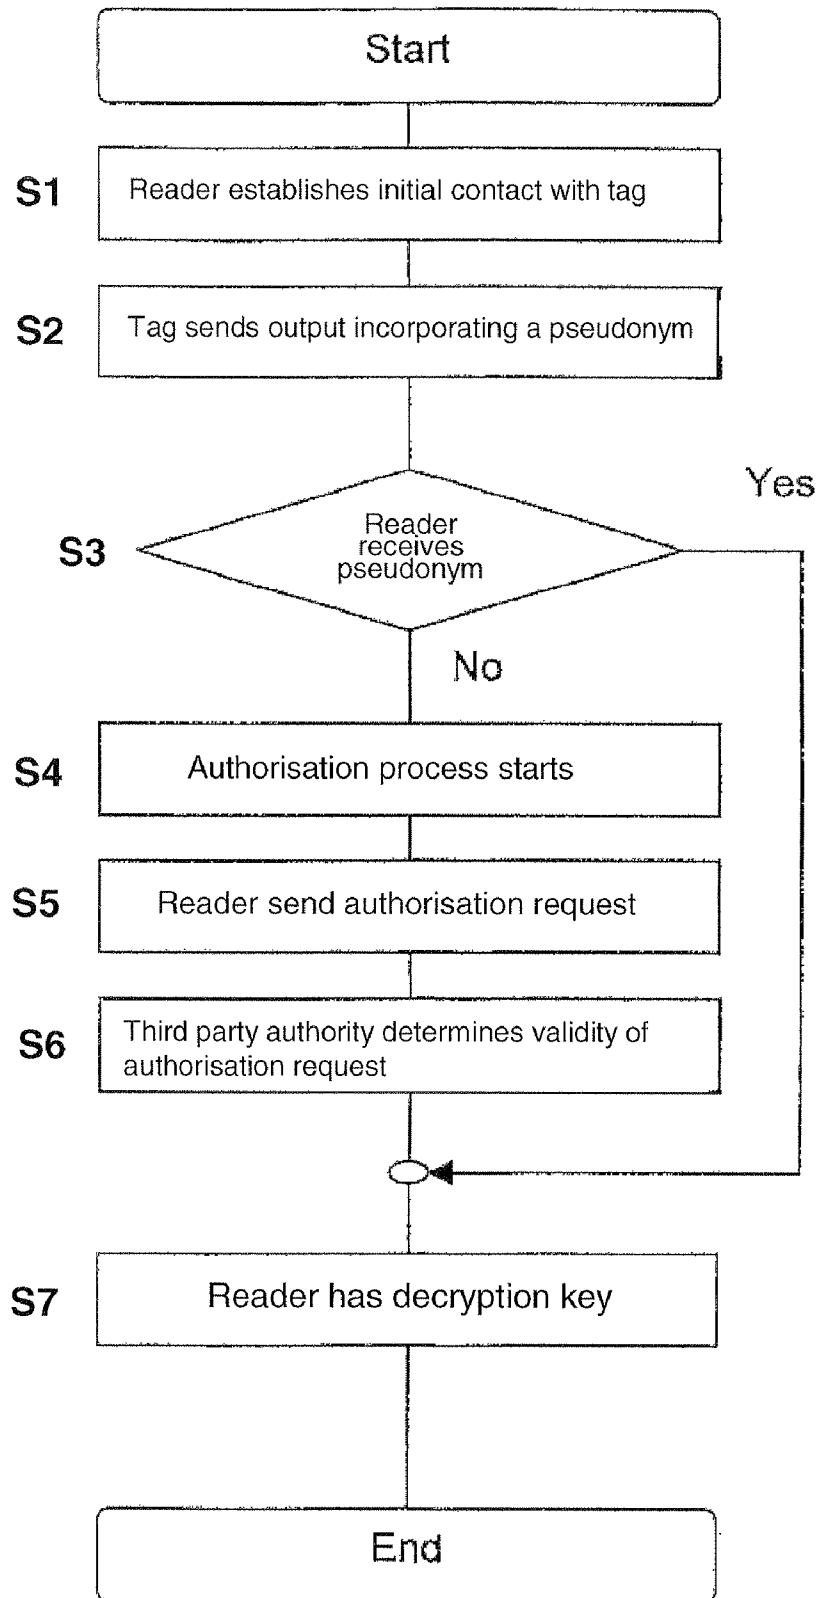 Start
S1
Reader establishes initial contact with tag
S2
Tag sends output incorporating a pseudonym
Yes
S3
Reader
receives
pseudonym
No
S4
Authorisation process starts
S5
Reader send authorisation request
S6
Third party authority determines validity of
authorisation request
S7
Reader has decryption key
End